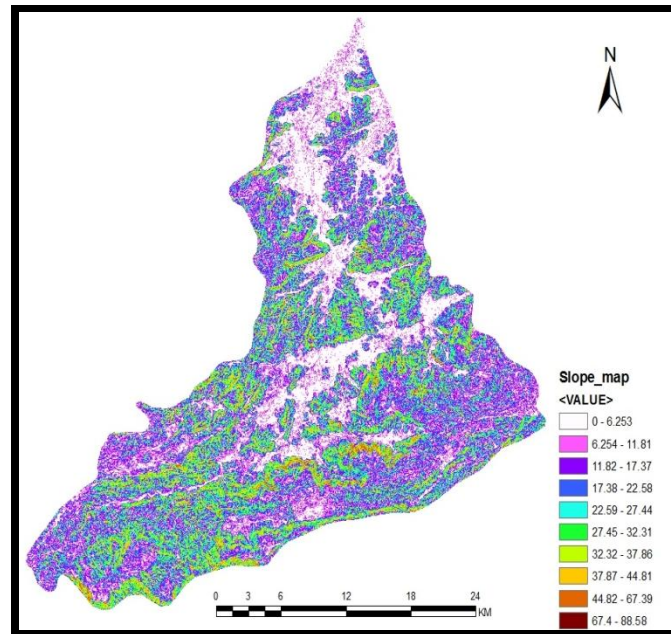 N
Slope_map
<VALUE>
0 - 6.253
6.254 - 11.81
11.82 - 17.37
17.38 - 22.58
22.59 - 27.44
27.45 - 32.31
32.32 - 37.86
37.87 - 44.81
44.82 - 67.39
67.4 - 88.58
0 3 6 12 18 24
KM